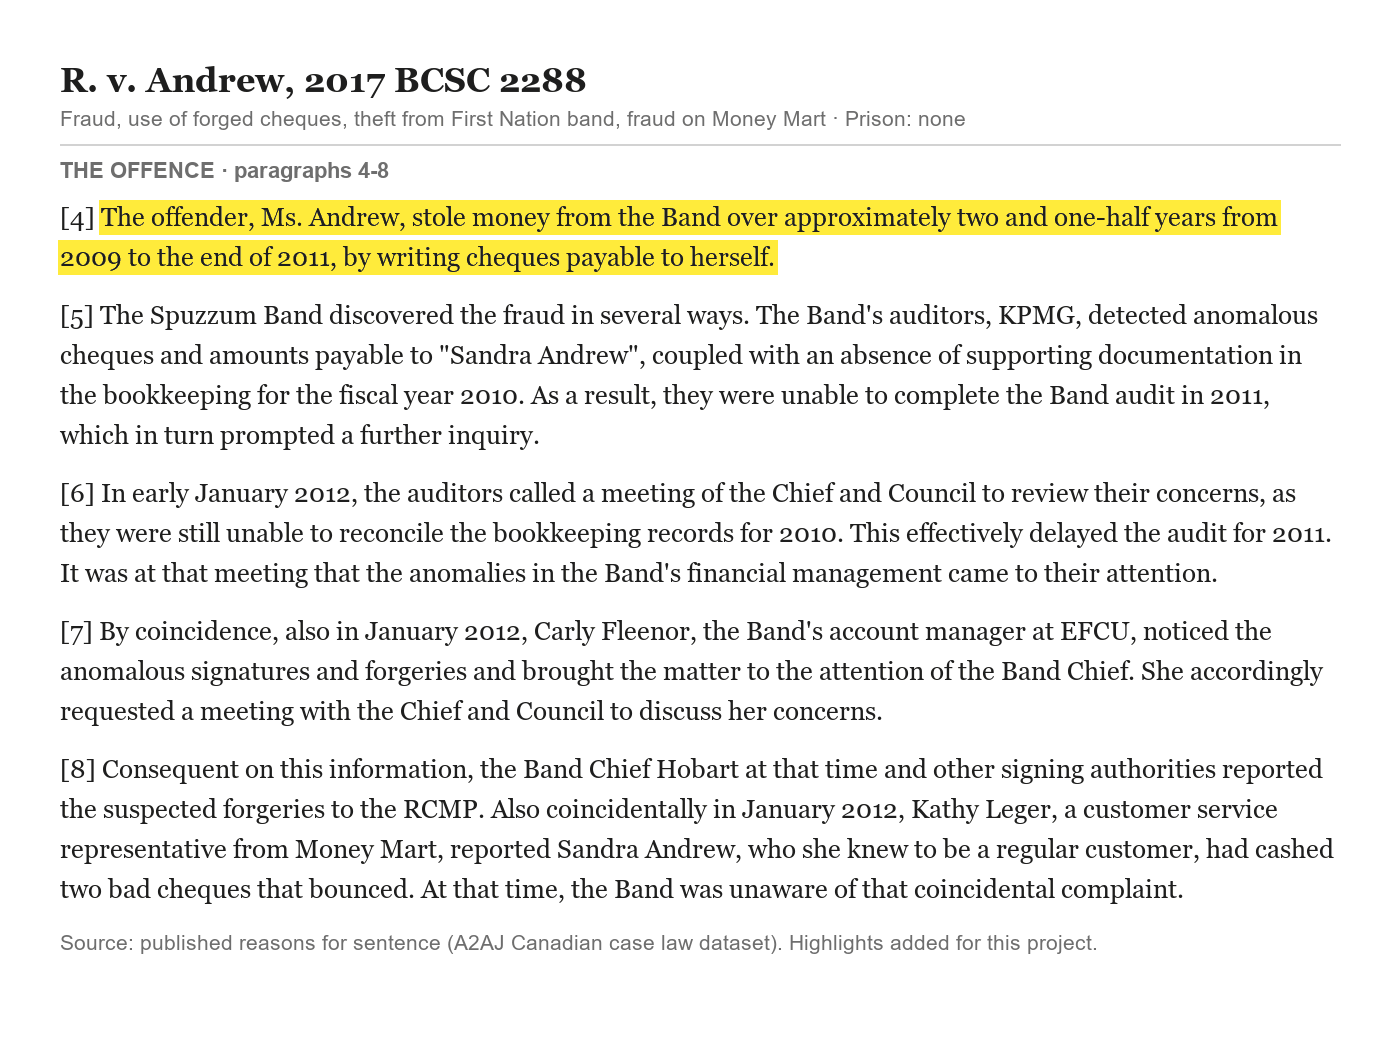 R. v. Andrew, 2017 BCSC 2288
Fraud, use of forged cheques, theft from First Nation band, fraud on Money Mart · Prison: none
THE OFFENCE · paragraphs 4-8
[4] The offender, Ms. Andrew, stole money from the Band over approximately two and one-half years from
2009 to the end of 2011, by writing cheques payable to herself.
[5] The Spuzzum Band discovered the fraud in several ways. The Band's auditors, KPMG, detected anomalous
cheques and amounts payable to "Sandra Andrew", coupled with an absence of supporting documentation in
the bookkeeping for the fiscal year 2010. As a result, they were unable to complete the Band audit in 2011,
which in turn prompted a further inquiry.
[6] In early January 2012, the auditors called a meeting of the Chief and Council to review their concerns, as
they were still unable to reconcile the bookkeeping records for 2010. This effectively delayed the audit for 2011.
It was at that meeting that the anomalies in the Band's financial management came to their attention.
[7] By coincidence, also in January 2012, Carly Fleenor, the Band's account manager at EFCU, noticed the
anomalous signatures and forgeries and brought the matter to the attention of the Band Chief. She accordingly
requested a meeting with the Chief and Council to discuss her concerns.
[8] Consequent on this information, the Band Chief Hobart at that time and other signing authorities reported
the suspected forgeries to the RCMP. Also coincidentally in January 2012, Kathy Leger, a customer service
representative from Money Mart, reported Sandra Andrew, who she knew to be a regular customer, had cashed
two bad cheques that bounced. At that time, the Band was unaware of that coincidental complaint.
Source: published reasons for sentence (A2AJ Canadian case law dataset). Highlights added for this project.